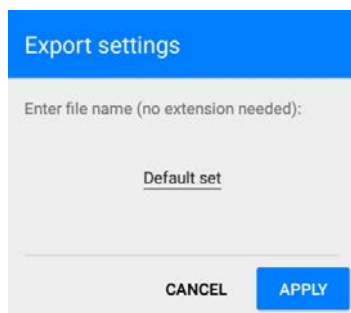 Export settings
Enter file name (no extension needed):
Default set
CANCEL APPLY